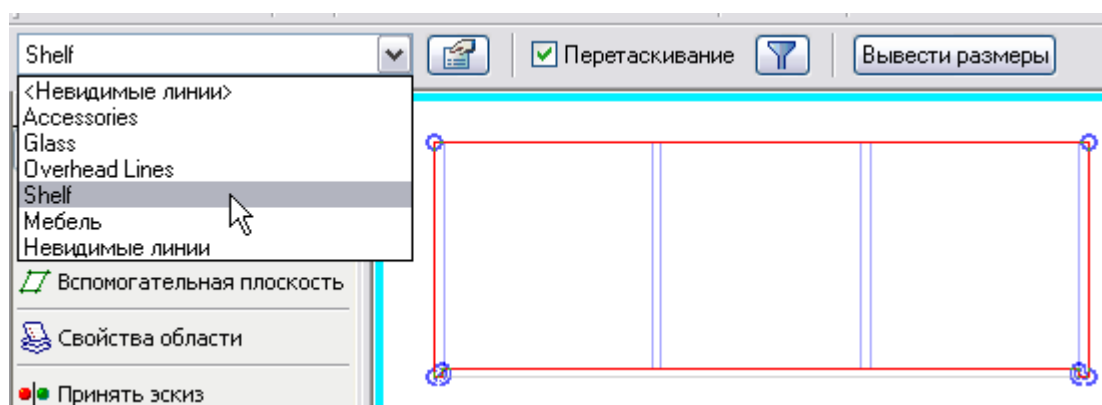 Shelf
Перетаскивание
Вывести размеры
<Невидимые линии>
Accessories
Glass
Overhead Lines
Shelf
Мебель
Невидимые линии
Вспомогательная плоскость
Свойства области
Принять эскиз